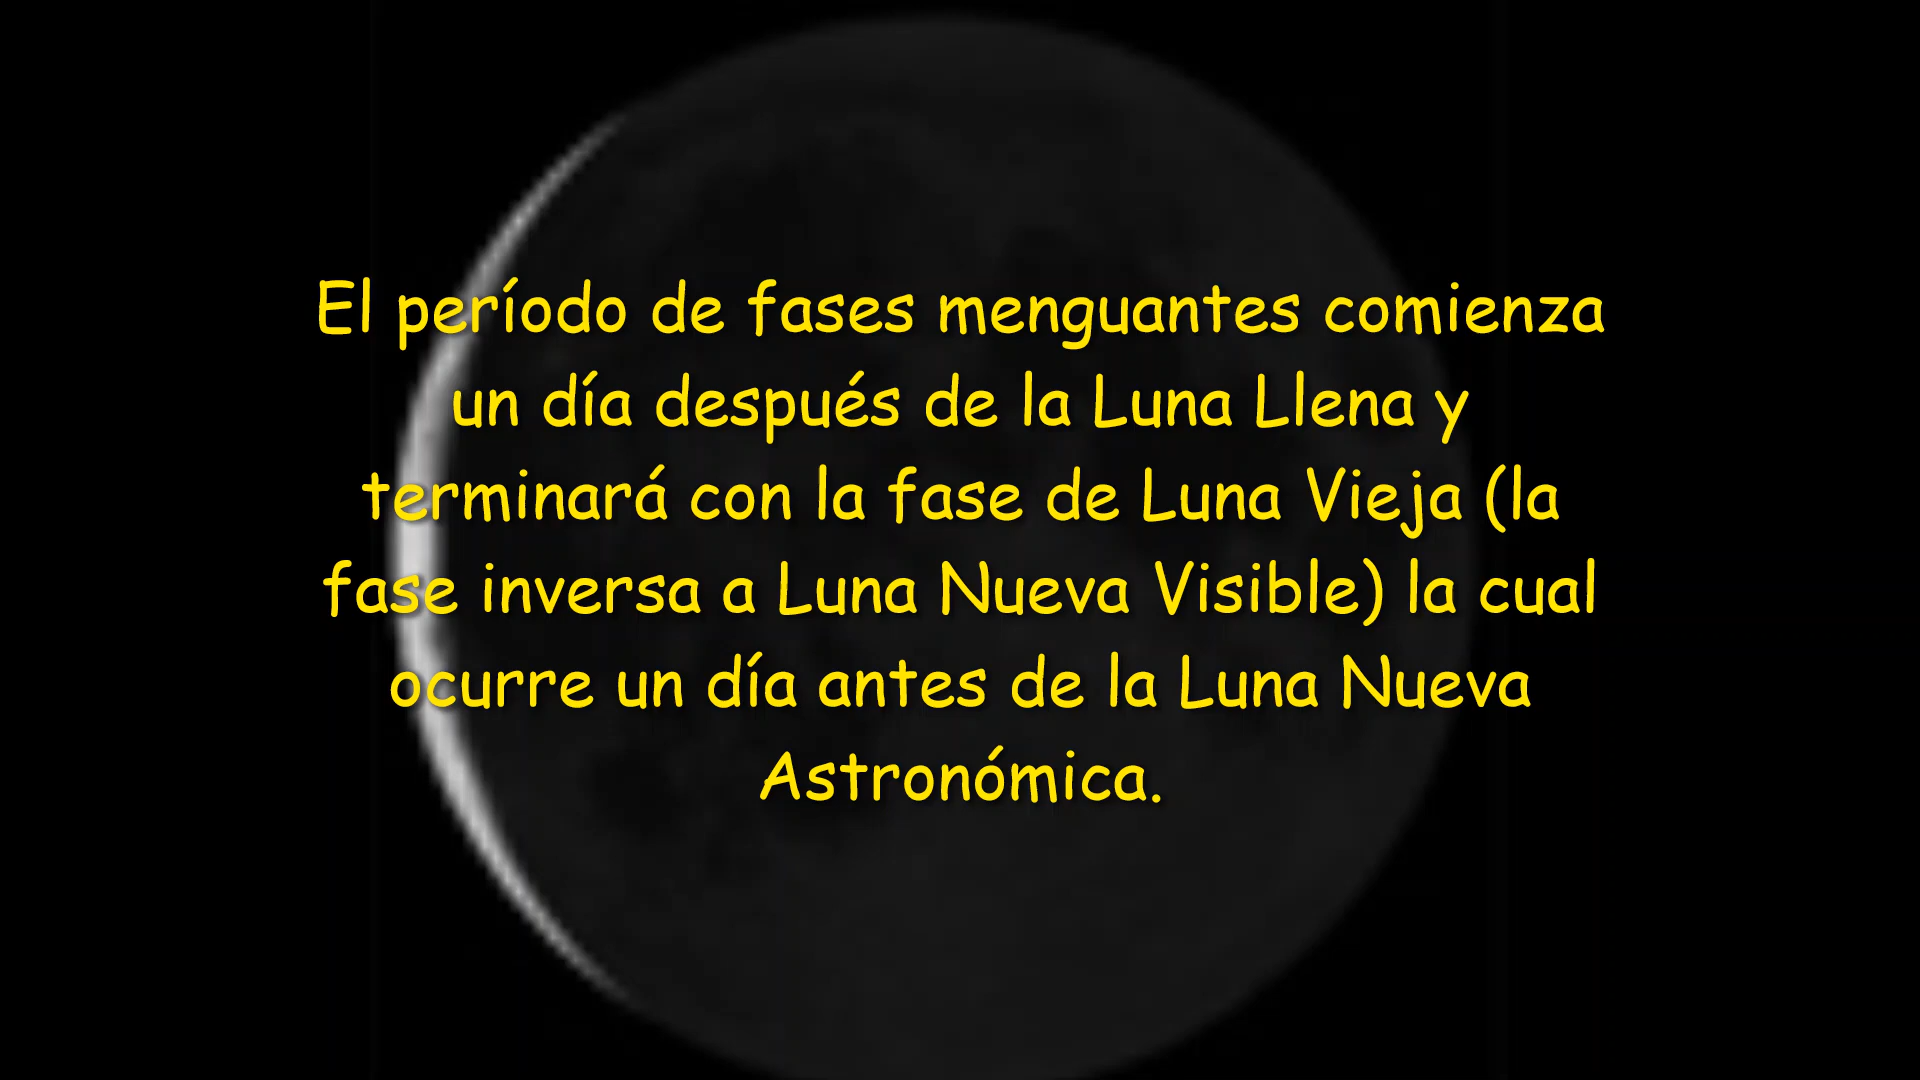 El período de fases menguantes comienza
un día después de la Luna Llena y
terminará con la fase de Luna Vieja (la
fase inversa a Luna Nueva Visible) la cual
ocurre un día antes de la Luna Nueva
Astronómica.